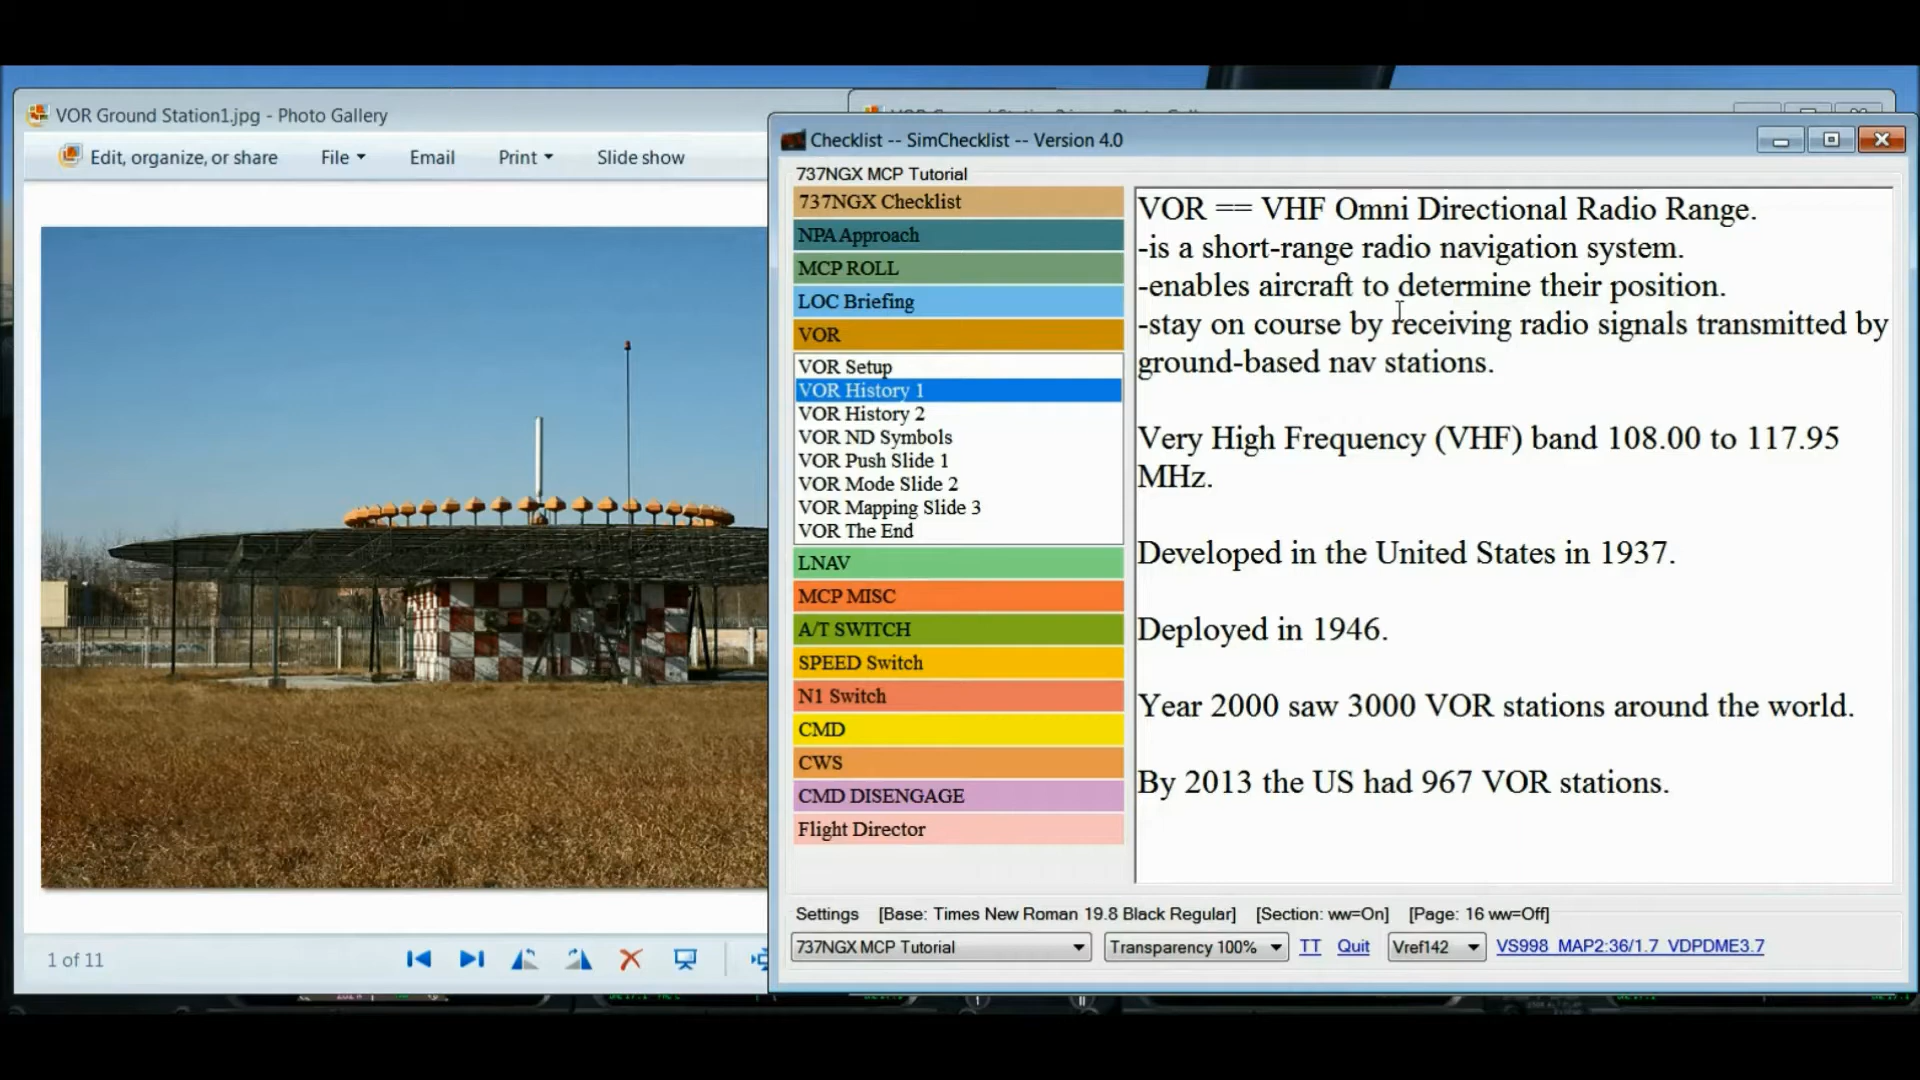 VOR Ground Station1.jpg - Photo Gallery
Edit, organize, or share
File
Email
Print
Slide show
1 of 11
Checklist -- SimChecklist -- Version 4.0
737NGX MCP Tutorial
737NGX Checklist
NPA Approach
MCP ROLL
LOC Briefing
VOR
VOR Setup
VOR History 1
VOR History 2
VOR ND Symbols
VOR Push Slide 1
VOR Mode Slide 2
VOR Mapping Slide 3
VOR The End
LNAV
MCP MISC
A/T SWITCH
SPEED Switch
N1 Switch
CMD
CWS
CMD DISENGAGE
Flight Director
VOR == VHF Omni Directional Radio Range.
-is a short-range radio navigation system.
-enables aircraft to determine their position.
-stay on course by receiving radio signals transmitted by
ground-based nav stations.
Very High Frequency (VHF) band 108.00 to 117.95
MHz.
Developed in the United States in 1937.
Deployed in 1946.
Year 2000 saw 3000 VOR stations around the world.
By 2013 the US had 967 VOR stations.
Settings [Base: Times New Roman 19.8 Black Regular] [Section: ww=On] [Page: 16 ww=Off]
737NGX MCP Tutorial Transparency 100% TT Quit Vref142 VS998 MAP2:36/1.7 VDPDME3.7